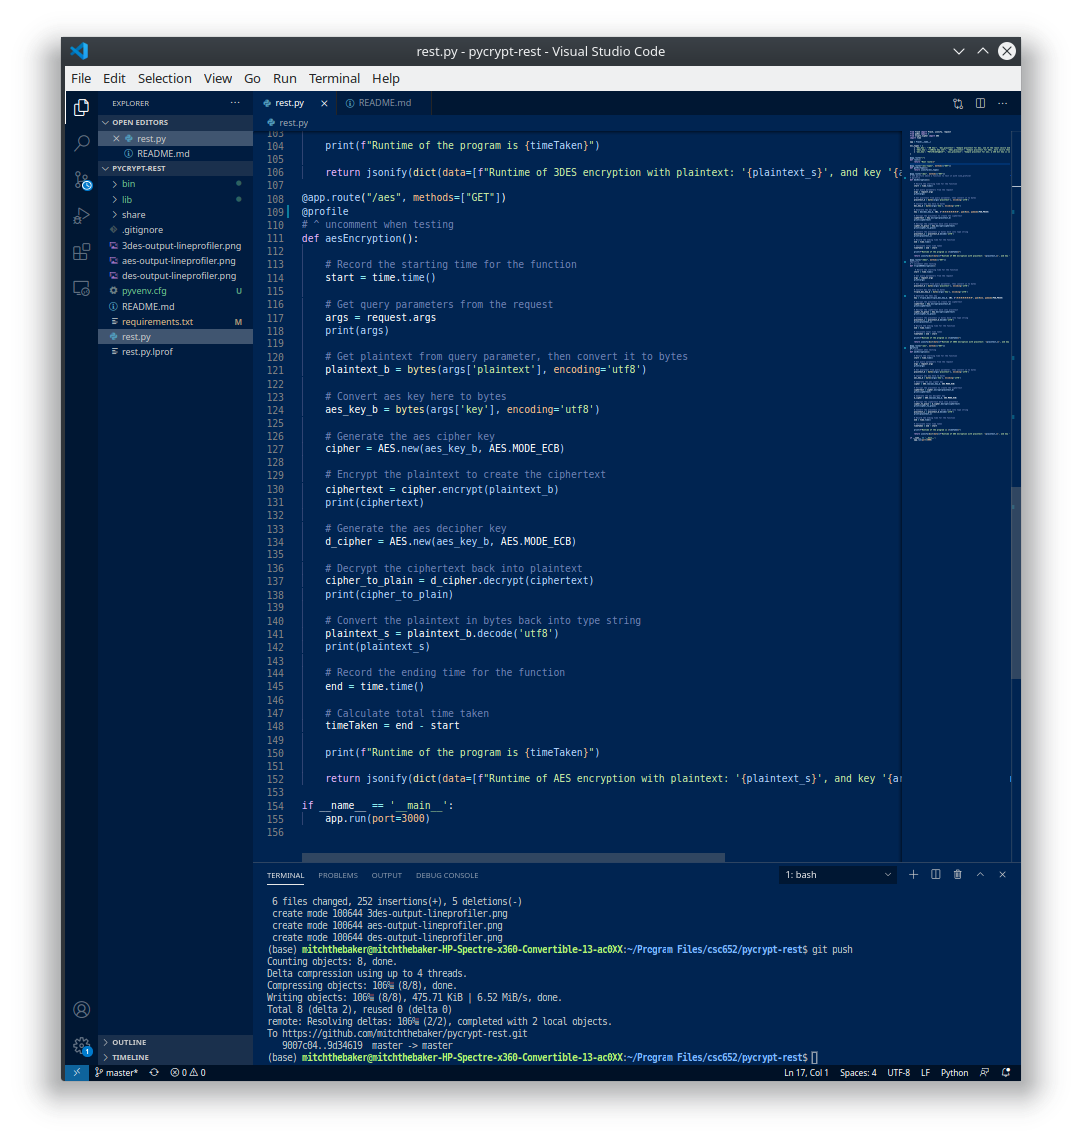 rest.py - pycrypt-rest - Visual Studio Code
File Edit Selection View Go Run Terminal Help
EXPLORER
OPEN EDITORS
rest.py
README.md
PYCRYPT-REST
bin
lib
share
.gitignore
3des-output-lineprofiler.png
aes-output-lineprofiler.png
des-output-lineprofiler.png
pyvenv.cfg U
README.md
requirements.txt M
rest.py
rest.py.lprof
OUTLINE
TIMELINE
rest.py README.md
rest.py
103
104 print(f"Runtime of the program is {timeTaken}")
105
106 return jsonify(dict(data=[f"Runtime of 3DES encryption with plaintext: '{plaintext_s}', and key '{a
107
108 @app.route("/aes", methods=["GET"])
109 @profile
110 # ^ uncomment when testing
111 def aesEncryption():
112
113 # Record the starting time for the function
114 start = time.time()
115
116 # Get query parameters from the request
117 args = request.args
118 print(args)
119
120 # Get plaintext from query parameter, then convert it to bytes
121 plaintext_b = bytes(args['plaintext'], encoding='utf8')
122
123 # Convert aes key here to bytes
124 aes_key_b = bytes(args['key'], encoding='utf8')
125
126 # Generate the aes cipher key
127 cipher = AES.new(aes_key_b, AES.MODE_ECB)
128
129 # Encrypt the plaintext to create the ciphertext
130 ciphertext = cipher.encrypt(plaintext_b)
131 print(ciphertext)
132
133 # Generate the aes decipher key
134 d_cipher = AES.new(aes_key_b, AES.MODE_ECB)
135
136 # Decrypt the ciphertext back into plaintext
137 cipher_to_plain = d_cipher.decrypt(ciphertext)
138 print(cipher_to_plain)
139
140 # Convert the plaintext in bytes back into type string
141 plaintext_s = plaintext_b.decode('utf8')
142 print(plaintext_s)
143
144 # Record the ending time for the function
145 end = time.time()
146
147 # Calculate total time taken
148 timeTaken = end - start
149
150 print(f"Runtime of the program is {timeTaken}")
151
152 return jsonify(dict(data=[f"Runtime of AES encryption with plaintext: '{plaintext_s}', and key '{ar
153
154 if __name__ == '__main__':
155 app.run(port=3000)
156
TERMINAL PROBLEMS OUTPUT DEBUG CONSOLE 1: bash
6 files changed, 252 insertions(+), 5 deletions(-)
create mode 100644 3des-output-lineprofiler.png
create mode 100644 aes-output-lineprofiler.png
create mode 100644 des-output-lineprofiler.png
(base) mitchthebaker@mitchthebaker-HP-Spectre-x360-Convertible-13-ac0XX:~/Program Files/csc652/pycrypt-rest$ git push
Counting objects: 8, done.
Delta compression using up to 4 threads.
Compressing objects: 100% (8/8), done.
Writing objects: 100% (8/8), 475.71 KiB | 6.52 MiB/s, done.
Total 8 (delta 2), reused 0 (delta 0)
remote: Resolving deltas: 100% (2/2), completed with 2 local objects.
To https://github.com/mitchthebaker/pycrypt-rest.git
9007c04..9d34619 master -> master
(base) mitchthebaker@mitchthebaker-HP-Spectre-x360-Convertible-13-ac0XX:~/Program Files/csc652/pycrypt-rest$
1
master* 0 0 Ln 17, Col 1 Spaces: 4 UTF-8 LF Python